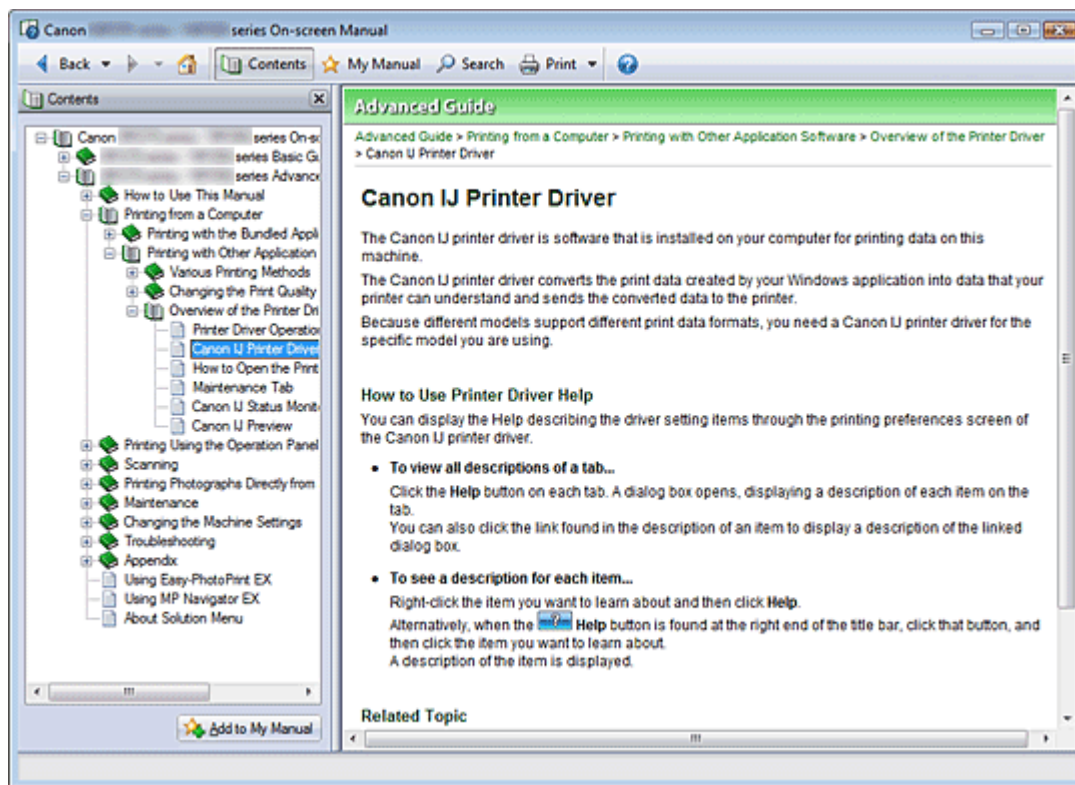 Canon series On-screen Manual
Back Contents My Manual Search Print
Contents
Canon series On-sc
series Basic Gu
series Advance
How to Use This Manual
Printing from a Computer
Printing with the Bundled Appli
Printing with Other Application
Various Printing Methods
Changing the Print Quality
Overview of the Printer Dri
Printer Driver Operation
Canon IJ Printer Driver
How to Open the Print
Maintenance Tab
Canon IJ Status Monit
Canon IJ Preview
Printing Using the Operation Panel
Scanning
Printing Photographs Directly from
Maintenance
Changing the Machine Settings
Troubleshooting
Appendix
Using Easy-PhotoPrint EX
Using MP Navigator EX
About Solution Menu
Add to My Manual
Advanced Guide
Advanced Guide > Printing from a Computer > Printing with Other Application Software > Overview of the Printer Driver
> Canon IJ Printer Driver
Canon IJ Printer Driver
The Canon IJ printer driver is software that is installed on your computer for printing data on this
machine.
The Canon IJ printer driver converts the print data created by your Windows application into data that your
printer can understand and sends the converted data to the printer.
Because different models support different print data formats, you need a Canon IJ printer driver for the
specific model you are using.
How to Use Printer Driver Help
You can display the Help describing the driver setting items through the printing preferences screen of
the Canon IJ printer driver.
• To view all descriptions of a tab...
Click the Help button on each tab. A dialog box opens, displaying a description of each item on the
tab.
You can also click the link found in the description of an item to display a description of the linked
dialog box.
• To see a description for each item...
Right-click the item you want to learn about and then click Help.
Alternatively, when the ? Help button is found at the right end of the title bar, click that button, and
then click the item you want to learn about.
A description of the item is displayed.
Related Topic